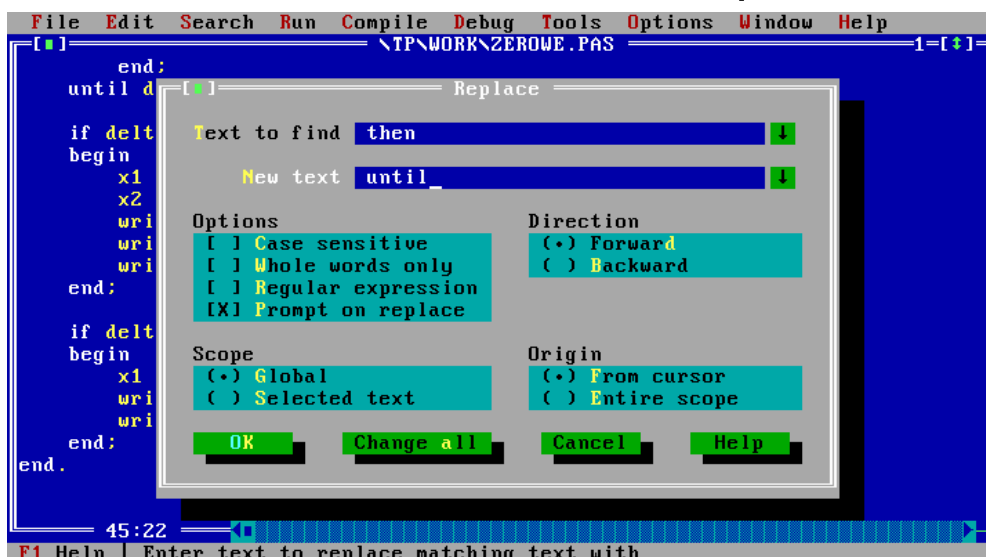 File Edit Search Run Compile Debug Tools Options Window Help
[■] \TP\WORK\ZEROWE.PAS 1=[↕]
end;
until d
[■] Replace
if delt
Text to find then ↓
begin
x1
New text until_ ↓
x2
wri
Options Direction
wri
[ ] Case sensitive (•) Forward
wri
[ ] Whole words only ( ) Backward
end;
[ ] Regular expression
[X] Prompt on replace
if delt
begin
Scope Origin
x1
(•) Global (•) From cursor
wri
( ) Selected text ( ) Entire scope
wri
end;
OK Change all Cancel Help
end.
45:22
F1 Help | Enter text to replace matching text with